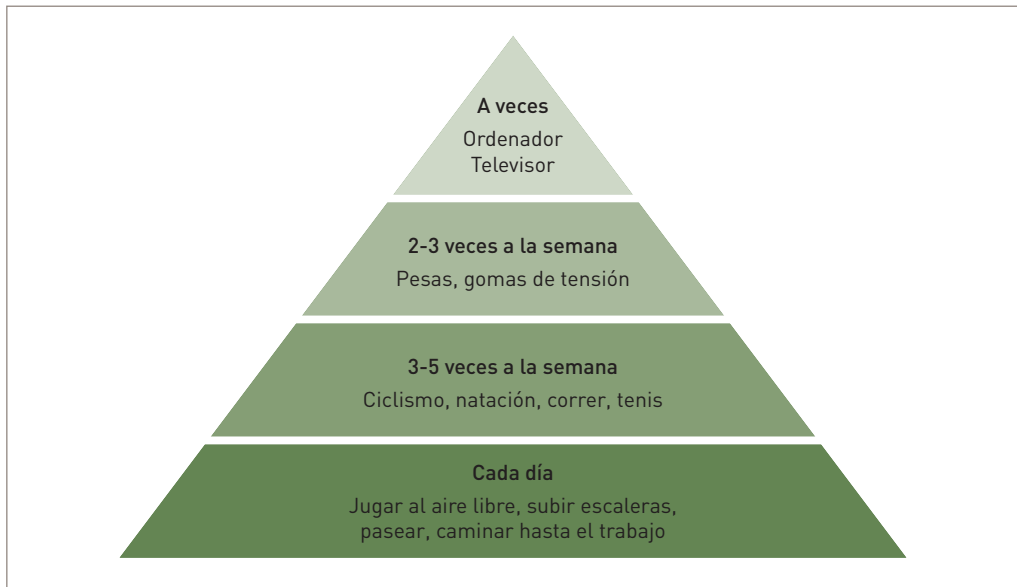 A veces
Ordenador
Televisor
2-3 veces a la semana
Pesas, gomas de tensión
3-5 veces a la semana
Ciclismo, natación, correr, tenis
Cada día
Jugar al aire libre, subir escaleras,
pasear, caminar hasta el trabajo